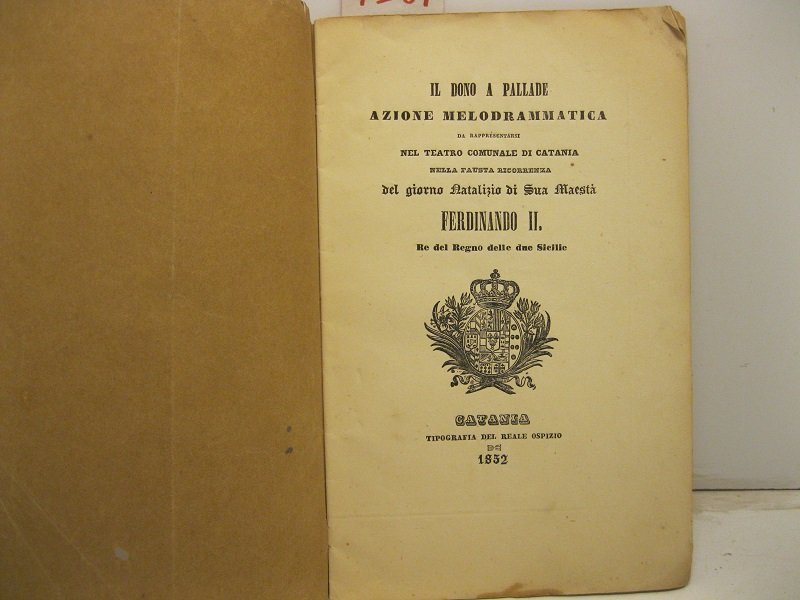 IL DONO A PALLADE
AZIONE MELODRAMMATICA
DA RAPPRESENTARSI
NEL TEATRO COMUNALE DI CATANIA
NELLA FAUSTA RICORRENZA
del giorno Natalizio di Sua Maestà
FERDINANDO II.
Re del Regno delle due Sicilie
CATANIA
TIPOGRAFIA DEL REALE OSPIZIO
1852